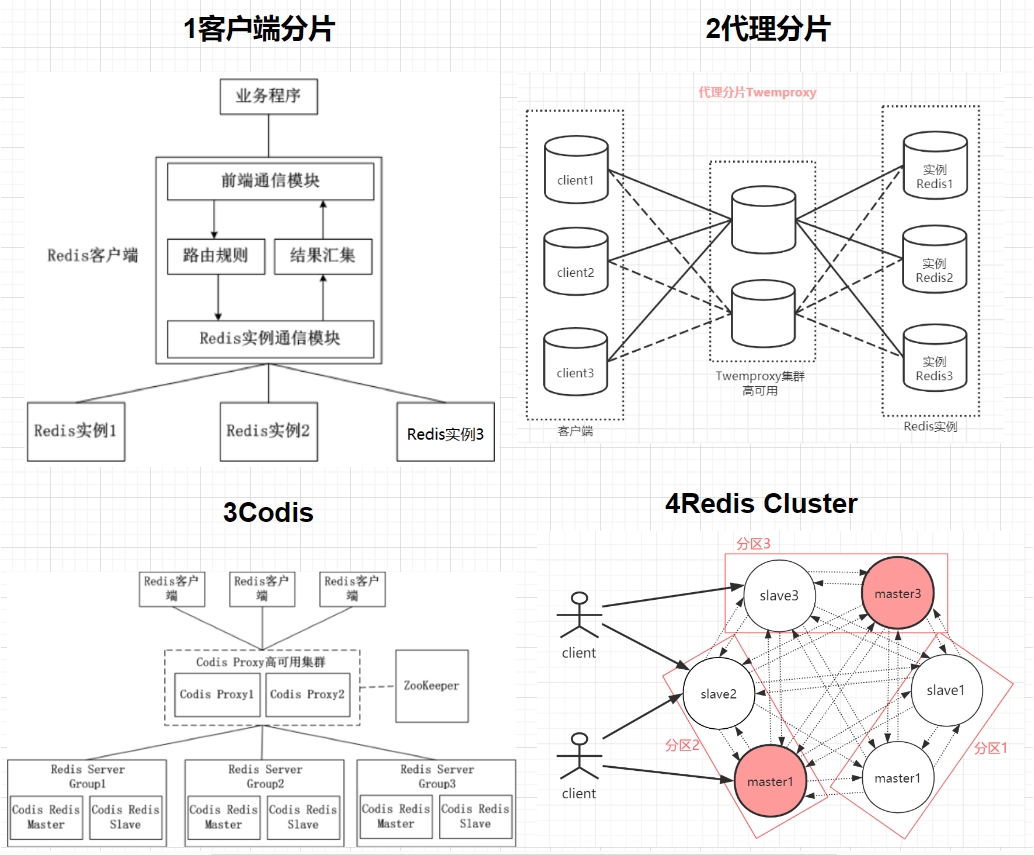 1客户端分片
业务程序
前端通信模块
Redis客户端
路由规则
结果汇集
Redis实例通信模块
Redis实例1
Redis实例2
Redis实例3
2代理分片
代理分片Twemproxy
client1
client2
client3
客户端
Twemproxy集群
高可用
实例
Redis1
实例
Redis2
实例
Redis3
Redis实例
3Codis
Redis客户
端
Redis客户
端
Redis客户
端
Codis Proxy高可用集群
Codis Proxy1
Codis Proxy2
ZooKeeper
Redis Server
Group1
Codis Redis
Master
Codis Redis
Slave
Redis Server
Group2
Codis Redis
Master
Codis Redis
Slave
Redis Server
Group3
Codis Redis
Master
Codis Redis
Slave
4Redis Cluster
分区3
slave3
master3
client
slave2
slave1
分区2
分区1
master1
master1
client